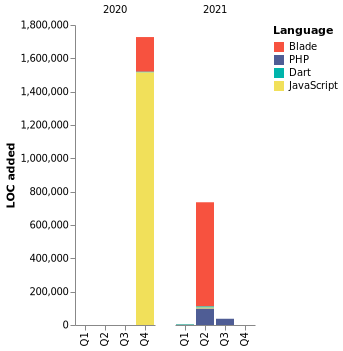 2020
2021
Language
Blade
PHP
Dart
JavaScript
LOC added
1,800,000
1,600,000
1,400,000
1,200,000
1,000,000
800,000
600,000
400,000
200,000
0
Q1
Q2
Q3
Q4
Q1
Q2
Q3
Q4